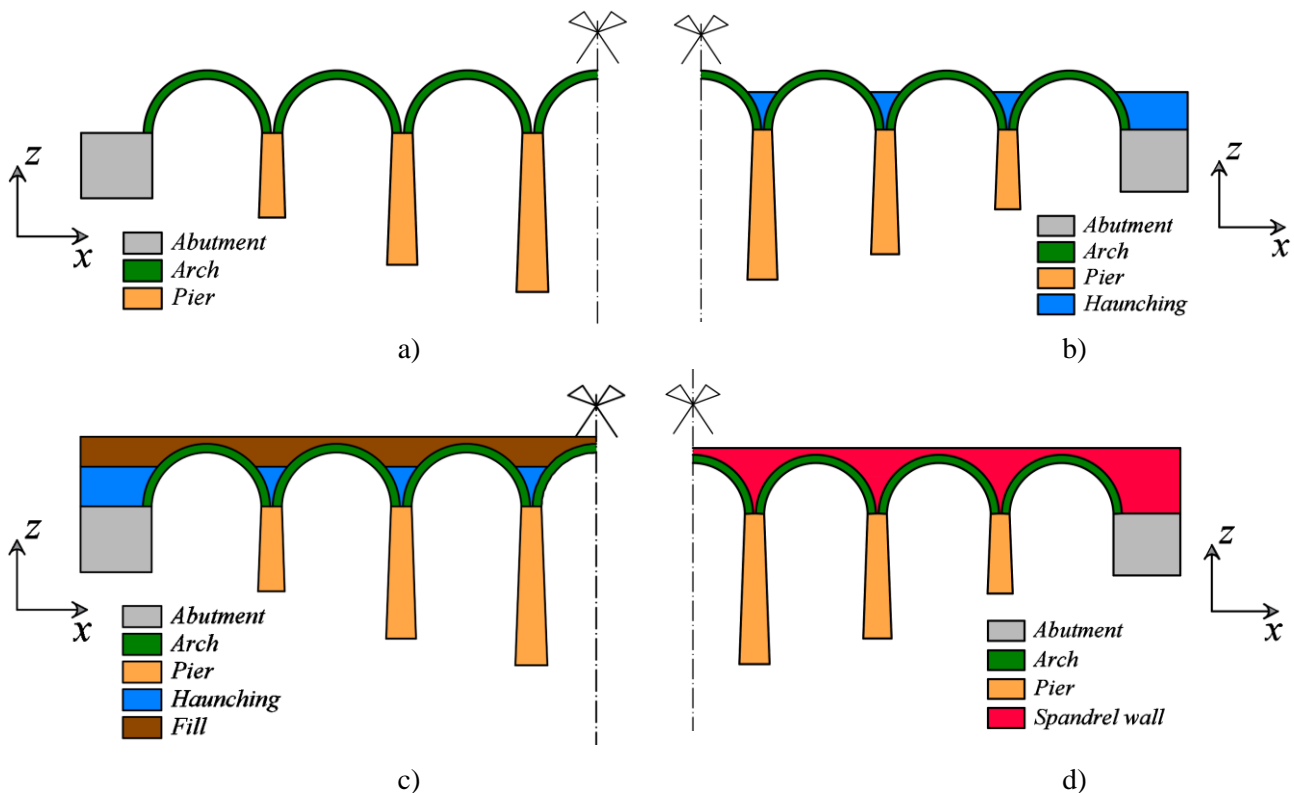 z
x
Abutment
Arch
Pier
a)
z
x
Abutment
Arch
Pier
Haunching
b)
z
x
Abutment
Arch
Pier
Haunching
Fill
c)
z
x
Abutment
Arch
Pier
Spandrel wall
d)